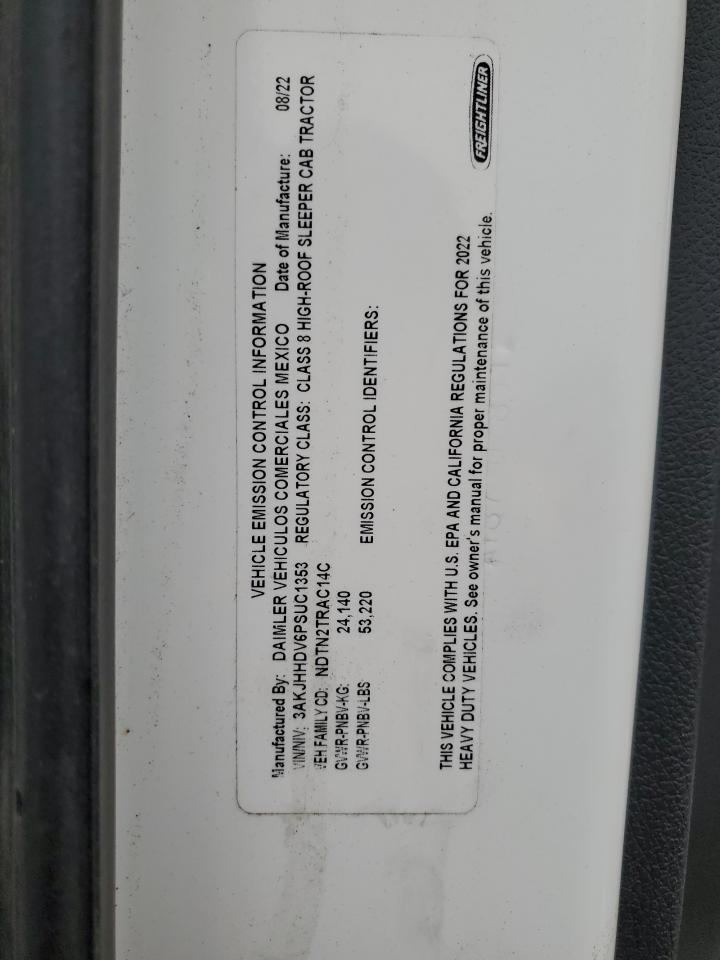 VEHICLE EMISSION CONTROL INFORMATION
Manufactured By: DAIMLER VEHICULOS COMERCIALES MEXICO Date of Manufacture: 08/22
VIN/NIV: 3AKJHHDV6PSUC1353 REGULATORY CLASS: CLASS 8 HIGH-ROOF SLEEPER CAB TRACTOR
VEH FAMILY CD: NDTN2TRAC14C
GVWR-PNBV-KG: 24,140
GVWR-PNBV-LBS 53,220 EMISSION CONTROL IDENTIFIERS:
THIS VEHICLE COMPLIES WITH U.S. EPA AND CALIFORNIA REGULATIONS FOR 2022
HEAVY DUTY VEHICLES. See owner's manual for proper maintenance of this vehicle.
FREIGHTLINER